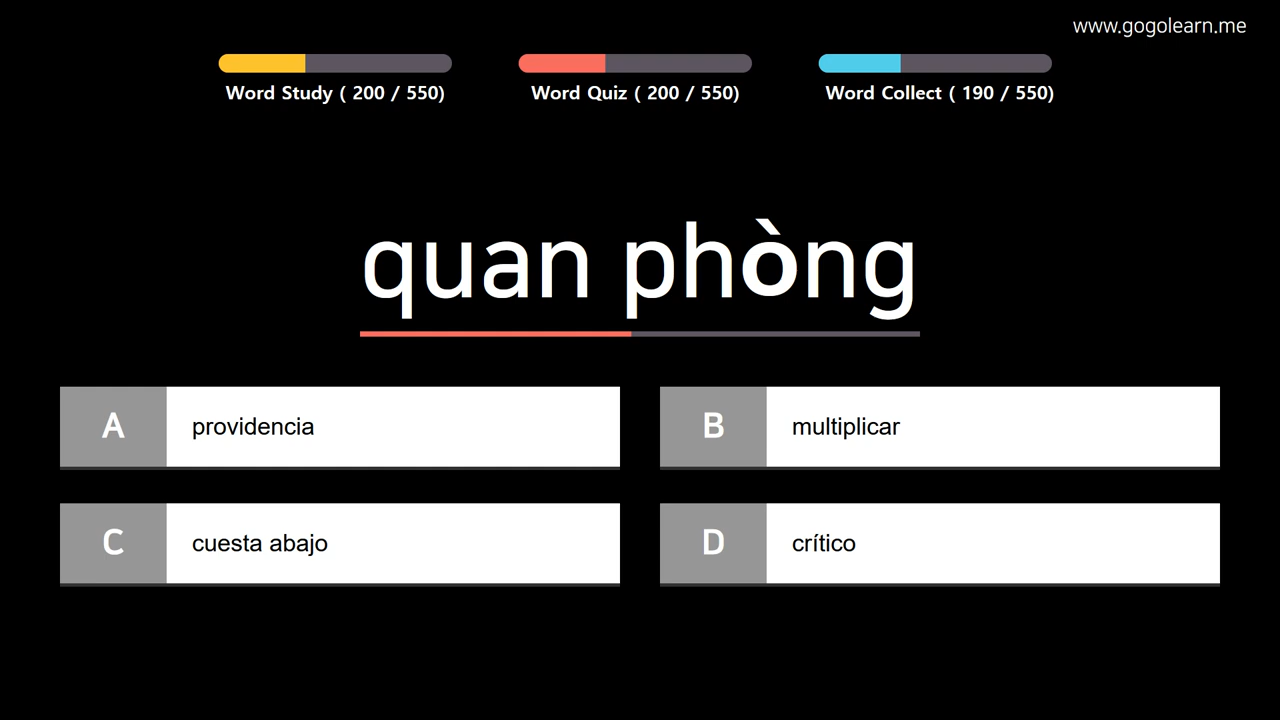 www.gogolearn.me
Word Study ( 200 / 550)
Word Quiz ( 200 / 550)
Word Collect ( 190 / 550)
quan phòng
A providencia
B multiplicar
C cuesta abajo
D crítico